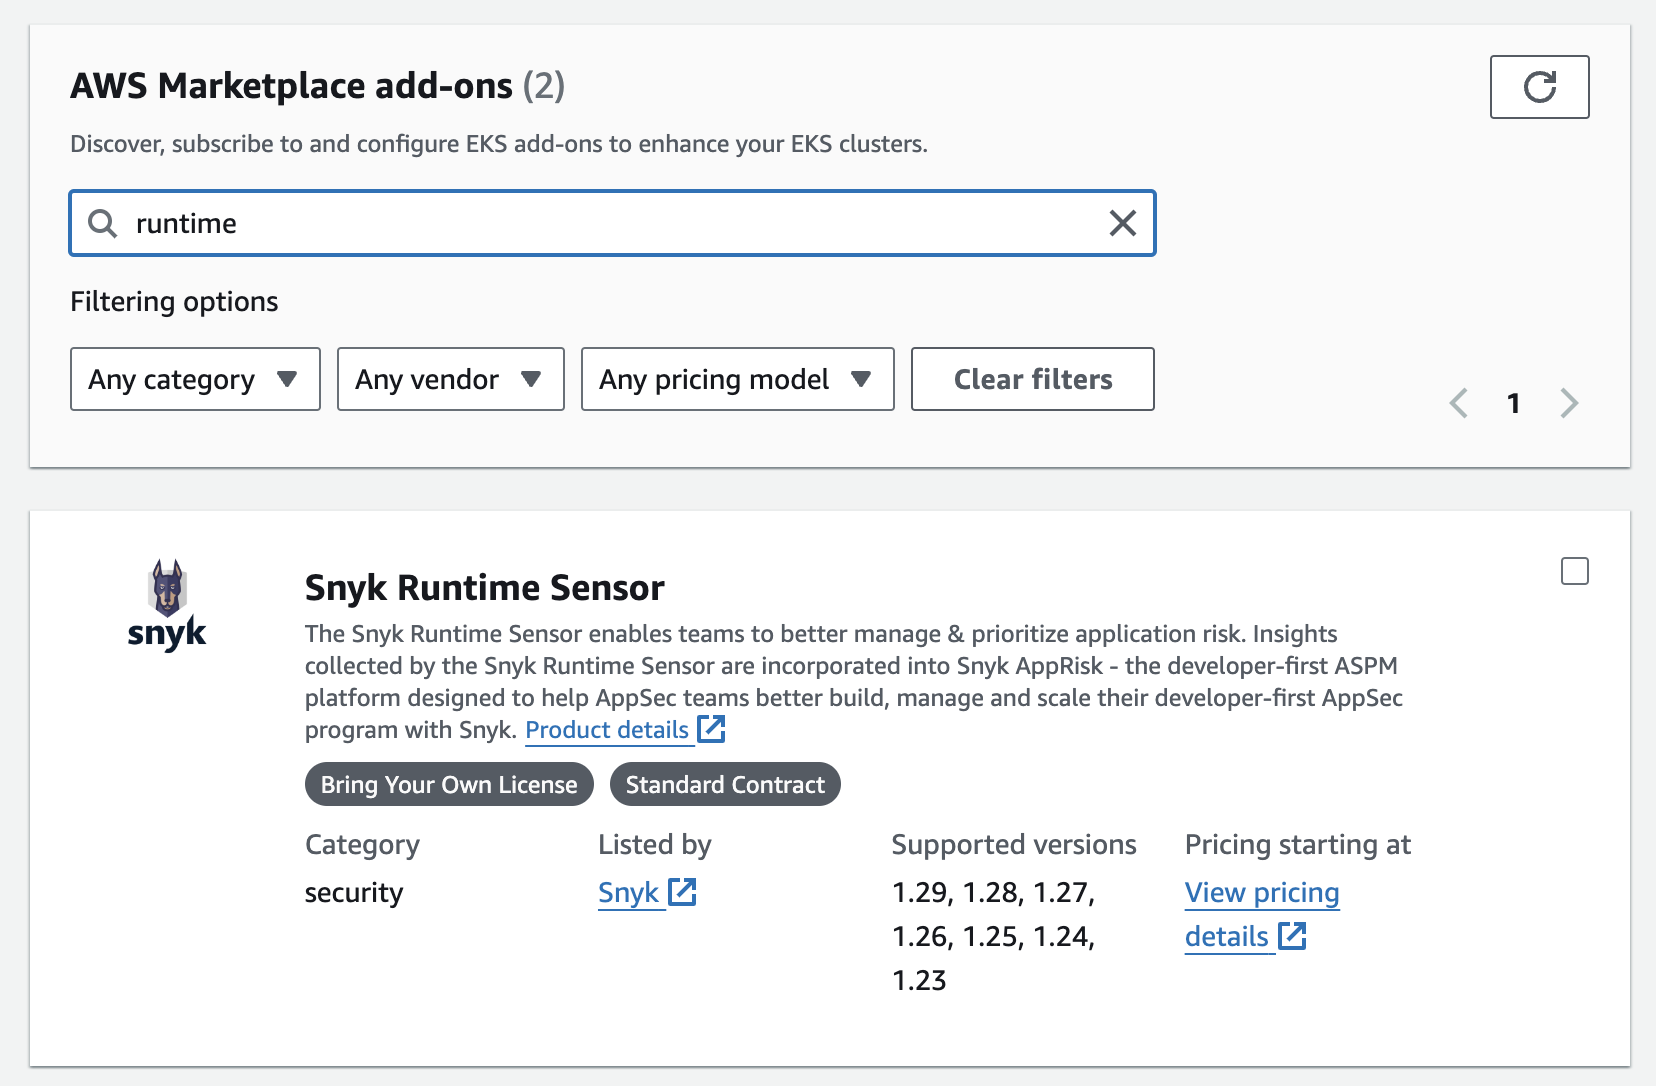 AWS Marketplace add-ons (2)
Discover, subscribe to and configure EKS add-ons to enhance your EKS clusters.
runtime
Filtering options
Any category
Any vendor
Any pricing model
Clear filters
1
snyk
Snyk Runtime Sensor
The Snyk Runtime Sensor enables teams to better manage & prioritize application risk. Insights
collected by the Snyk Runtime Sensor are incorporated into Snyk AppRisk - the developer-first ASPM
platform designed to help AppSec teams better build, manage and scale their developer-first AppSec
program with Snyk. Product details
Bring Your Own License
Standard Contract
Category
security
Listed by
Snyk
Supported versions
1.29, 1.28, 1.27,
1.26, 1.25, 1.24,
1.23
Pricing starting at
View pricing
details